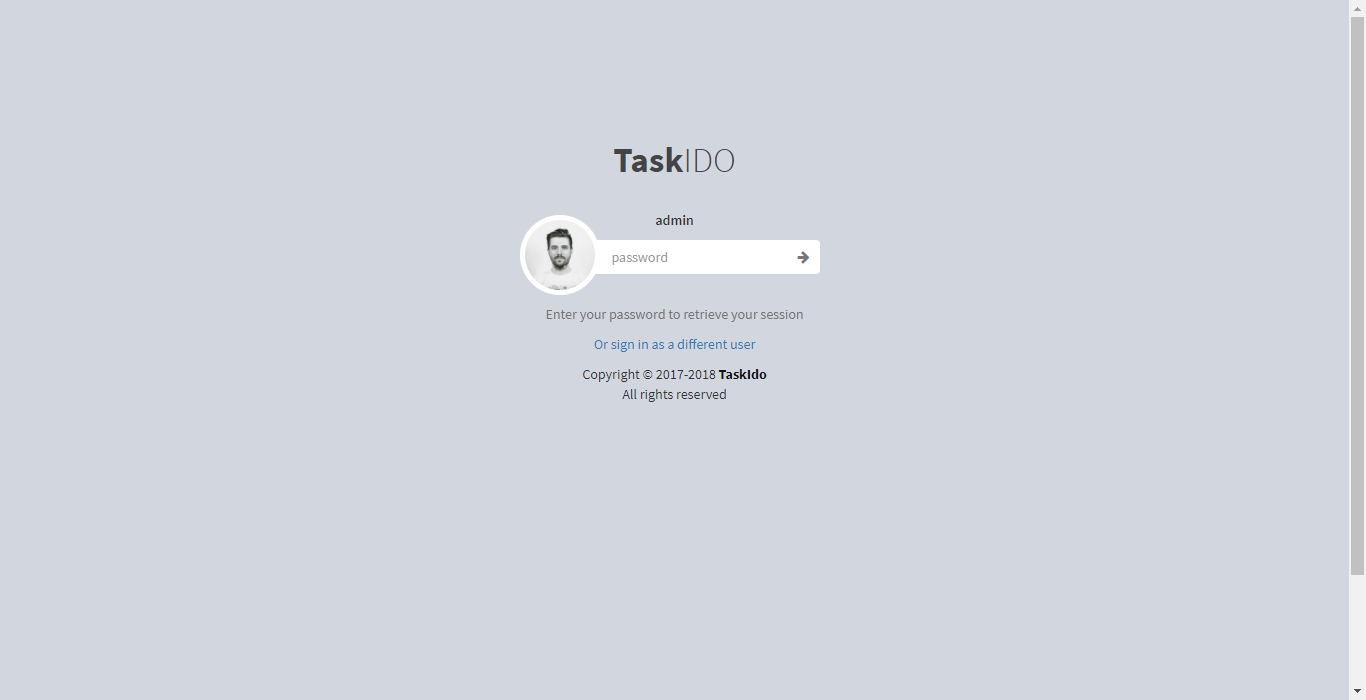 TaskIDO
admin
password
Enter your password to retrieve your session
Or sign in as a different user
Copyright © 2017-2018 TaskIdo
All rights reserved